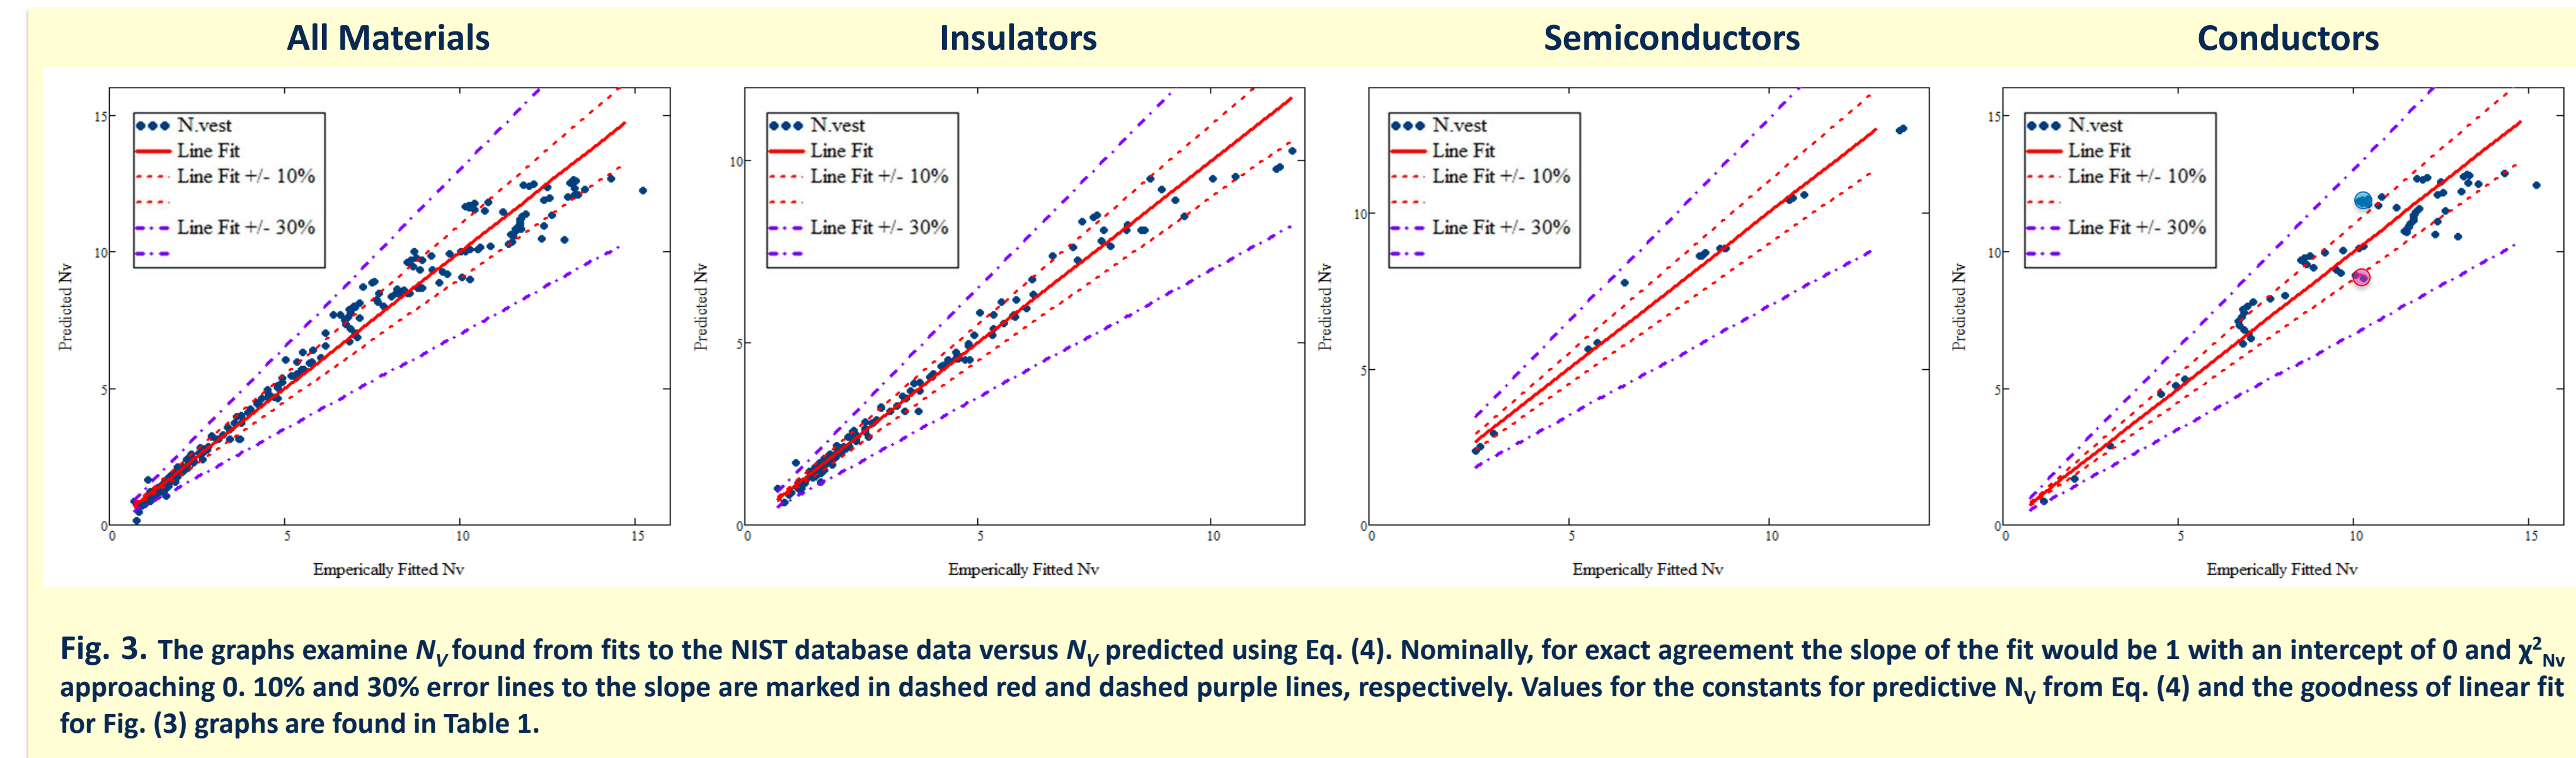 All Materials
Insulators
Semiconductors
Conductors
N.vest
Line Fit
Line Fit +/- 10%
Line Fit +/- 30%
15
10
5
0
0
5
10
15
Predicted Nv
Emperically Fitted Nv
N.vest
Line Fit
Line Fit +/- 10%
Line Fit +/- 30%
10
5
0
0
5
10
Predicted Nv
Emperically Fitted Nv
N.vest
Line Fit
Line Fit +/- 10%
Line Fit +/- 30%
10
5
0
0
5
10
Predicted Nv
Emperically Fitted Nv
N.vest
Line Fit
Line Fit +/- 10%
Line Fit +/- 30%
15
10
5
0
0
5
10
15
Predicted Nv
Emperically Fitted Nv
Fig. 3. The graphs examine NV found from fits to the NIST database data versus NV predicted using Eq. (4). Nominally, for exact agreement the slope of the fit would be 1 with an intercept of 0 and χ²Nv
approaching 0. 10% and 30% error lines to the slope are marked in dashed red and dashed purple lines, respectively. Values for the constants for predictive NV from Eq. (4) and the goodness of linear fit
for Fig. (3) graphs are found in Table 1.